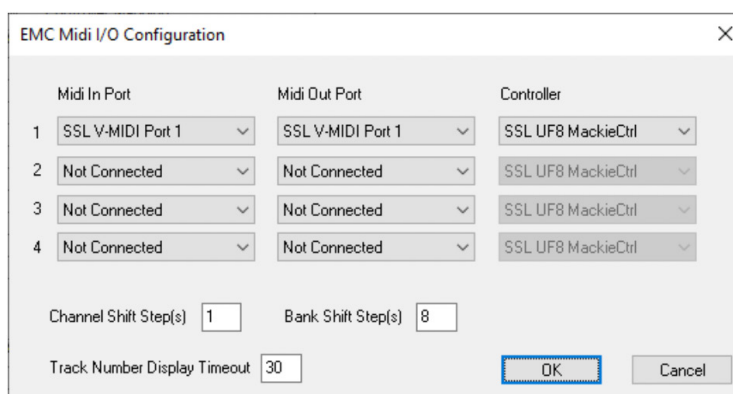 EMC Midi I/O Configuration
Midi In Port Midi Out Port Controller
1 SSL V-MIDI Port 1 SSL V-MIDI Port 1 SSL UF8 MackieCtrl
2 Not Connected Not Connected SSL UF8 MackieCtrl
3 Not Connected Not Connected SSL UF8 MackieCtrl
4 Not Connected Not Connected SSL UF8 MackieCtrl
Channel Shift Step(s) 1 Bank Shift Step(s) 8
Track Number Display Timeout 30 OK Cancel